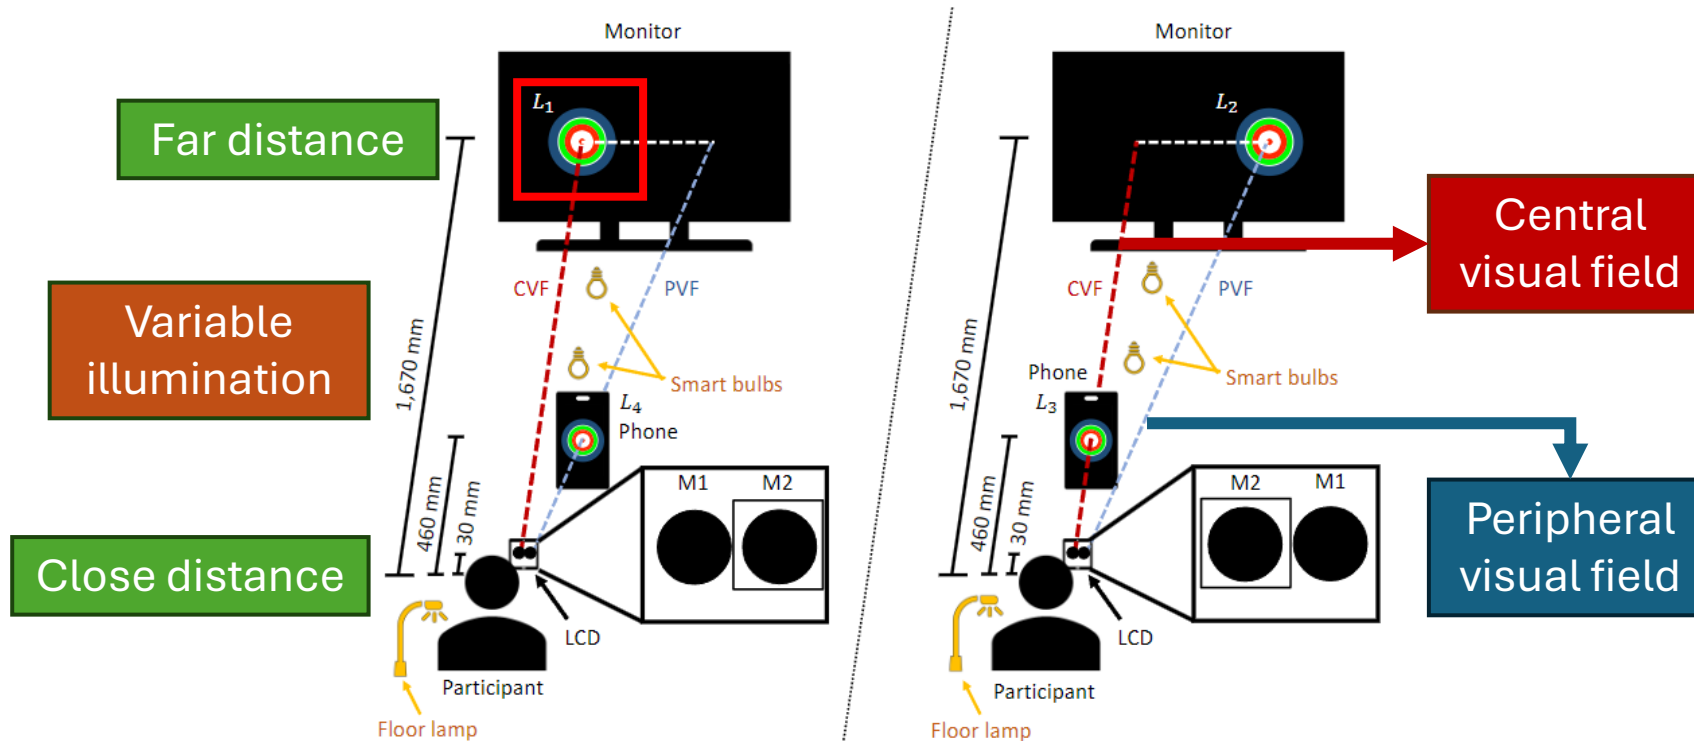 Monitor
L₁
Far distance
CVF
PVF
Variable
illumination
1,670 mm
Smart bulbs
L₄
Phone
460 mm
30 mm
M1
M2
Close distance
LCD
Participant
Floor lamp
Monitor
L₂
Central
visual field
CVF
PVF
1,670 mm
Phone
Smart bulbs
L₃
460 mm
30 mm
M2
M1
Peripheral
visual field
LCD
Participant
Floor lamp